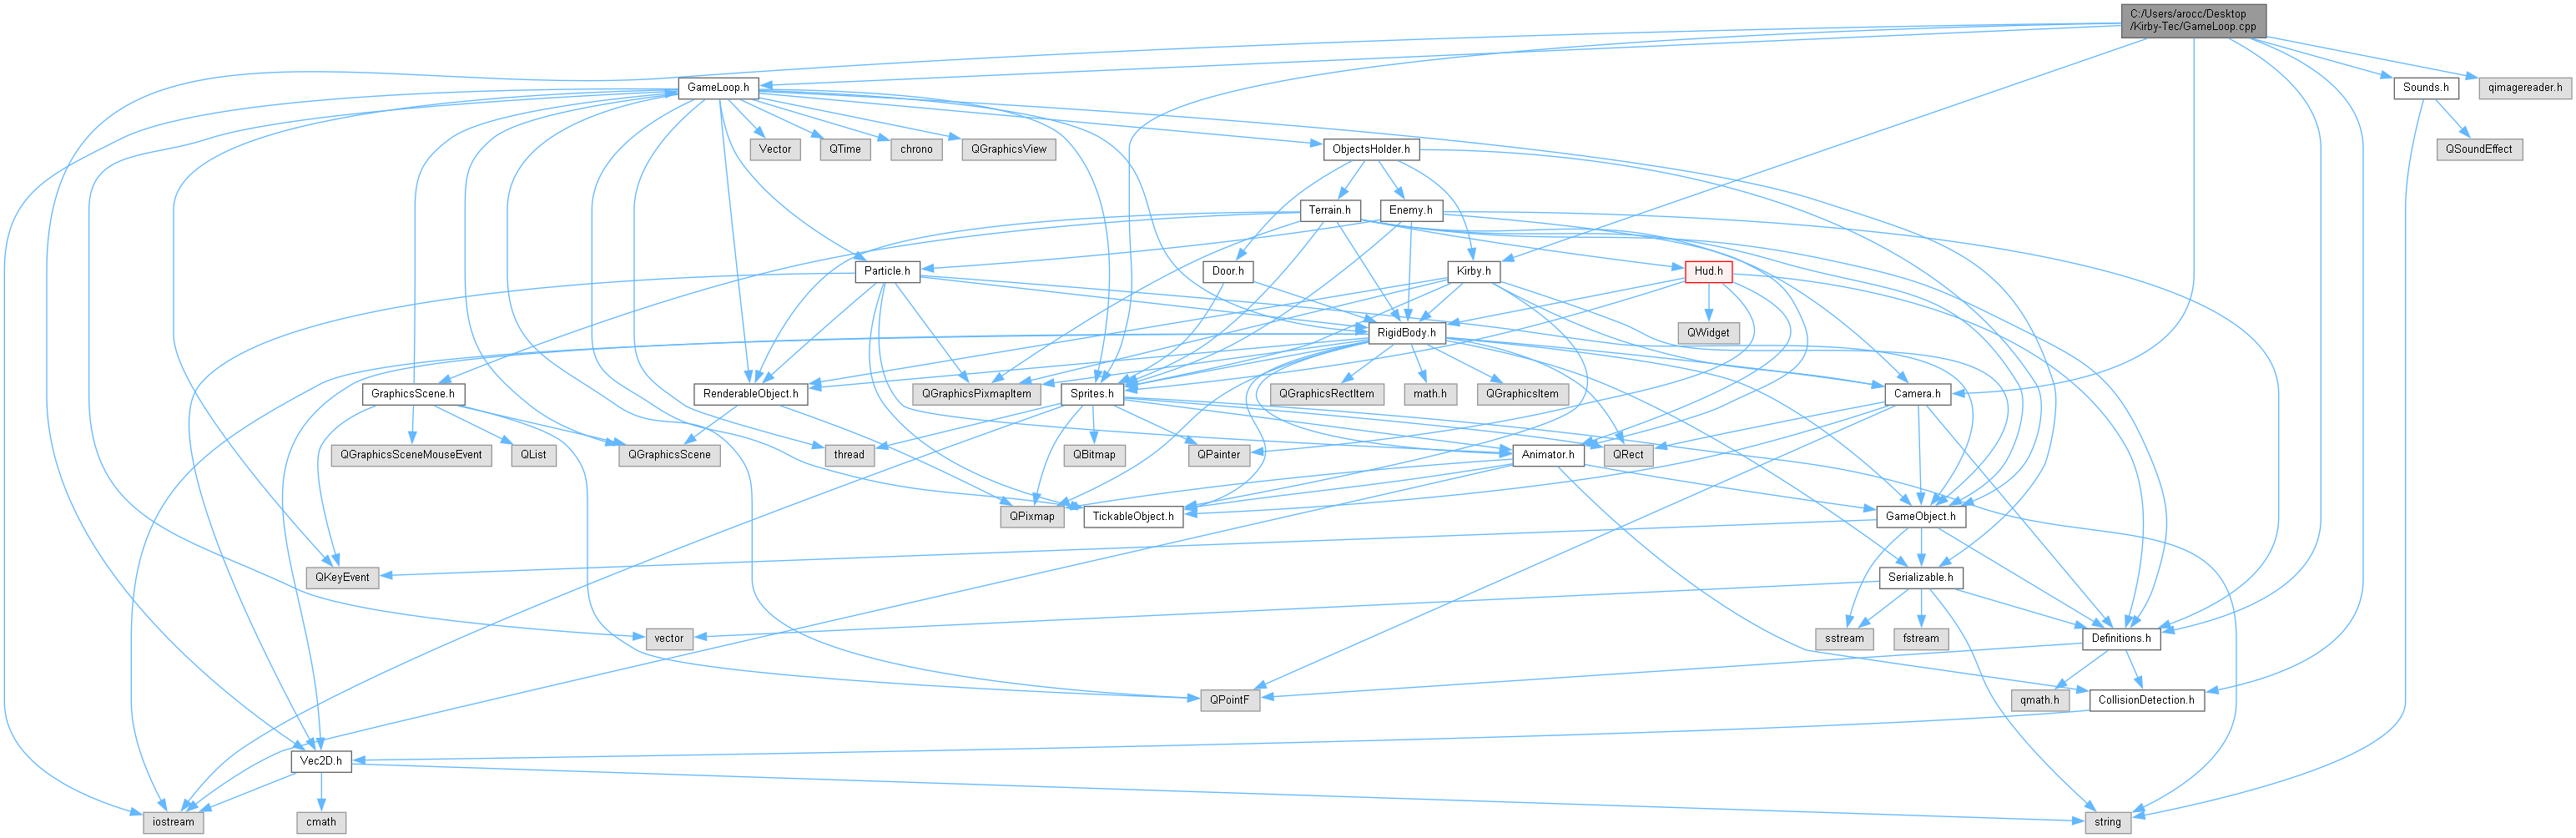 C:/Users/arocc/Desktop
/Kirby-Tec/GameLoop.cpp
GameLoop.h
Sounds.h
qimagereader.h
Vector
QTime
chrono
QGraphicsView
ObjectsHolder.h
QSoundEffect
Terrain.h
Enemy.h
Particle.h
Door.h
Kirby.h
Hud.h
RigidBody.h
QWidget
GraphicsScene.h
RenderableObject.h
QGraphicsPixmapItem
Sprites.h
QGraphicsRectItem
math.h
QGraphicsItem
Camera.h
QGraphicsSceneMouseEvent
QList
QGraphicsScene
thread
QBitmap
QPainter
Animator.h
QRect
QPixmap
TickableObject.h
GameObject.h
QKeyEvent
Serializable.h
vector
sstream
fstream
Definitions.h
QPointF
qmath.h
CollisionDetection.h
Vec2D.h
iostream
cmath
string